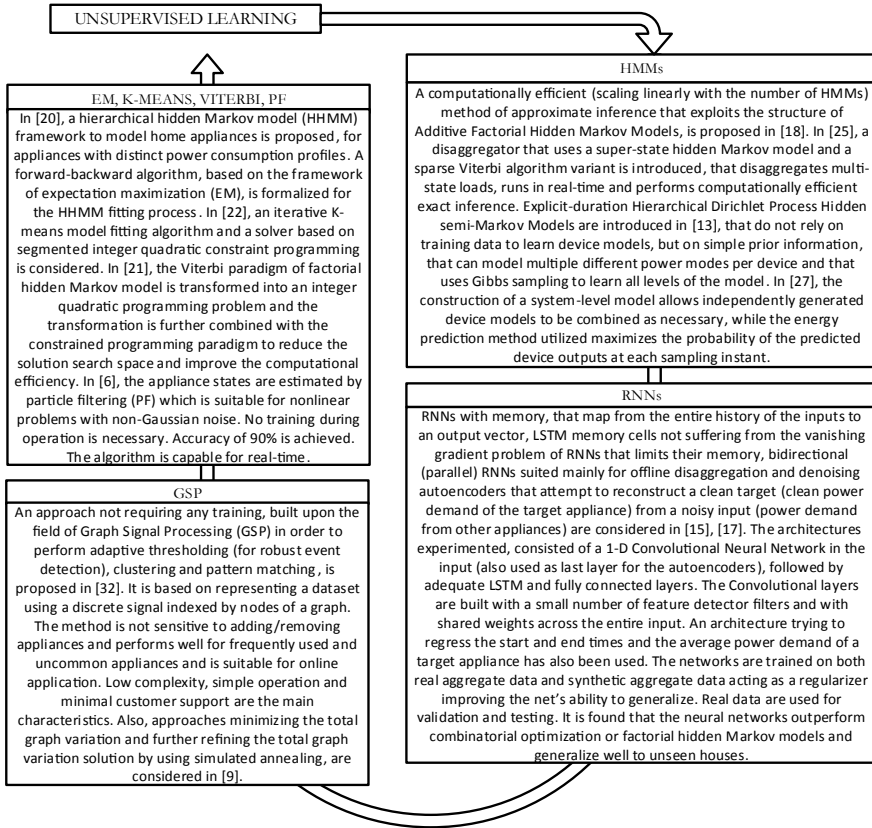 UNSUPERVISED LEARNING
EM, K-MEANS, VITERBI, PF
In [20], a hierarchical hidden Markov model (HHMM)
framework to model home appliances is proposed, for
appliances with distinct power consumption profiles. A
forward-backward algorithm, based on the framework
of expectation maximization (EM), is formalized for
the HHMM fitting process. In [22], an iterative K-
means model fitting algorithm and a solver based on
segmented integer quadratic constraint programming
is considered. In [21], the Viterbi paradigm of factorial
hidden Markov model is transformed into an integer
quadratic programming problem and the
transformation is further combined with the
constrained programming paradigm to reduce the
solution search space and improve the computational
efficiency. In [6], the appliance states are estimated by
particle filtering (PF) which is suitable for nonlinear
problems with non-Gaussian noise. No training during
operation is necessary. Accuracy of 90% is achieved.
The algorithm is capable for real-time.
GSP
An approach not requiring any training, built upon the
field of Graph Signal Processing (GSP) in order to
perform adaptive thresholding (for robust event
detection), clustering and pattern matching, is
proposed in [32]. It is based on representing a dataset
using a discrete signal indexed by nodes of a graph.
The method is not sensitive to adding/removing
appliances and performs well for frequently used and
uncommon appliances and is suitable for online
application. Low complexity, simple operation and
minimal customer support are the main
characteristics. Also, approaches minimizing the total
graph variation and further refining the total graph
variation solution by using simulated annealing, are
considered in [9].
HMMs
A computationally efficient (scaling linearly with the number of HMMs)
method of approximate inference that exploits the structure of
Additive Factorial Hidden Markov Models, is proposed in [18]. In [25], a
disaggregator that uses a super-state hidden Markov model and a
sparse Viterbi algorithm variant is introduced, that disaggregates multi-
state loads, runs in real-time and performs computationally efficient
exact inference. Explicit-duration Hierarchical Dirichlet Process Hidden
semi-Markov Models are introduced in [13], that do not rely on
training data to learn device models, but on simple prior information,
that can model multiple different power modes per device and that
uses Gibbs sampling to learn all levels of the model. In [27], the
construction of a system-level model allows independently generated
device models to be combined as necessary, while the energy
prediction method utilized maximizes the probability of the predicted
device outputs at each sampling instant.
RNNs
RNNs with memory, that map from the entire history of the inputs to
an output vector, LSTM memory cells not suffering from the vanishing
gradient problem of RNNs that limits their memory, bidirectional
(parallel) RNNs suited mainly for offline disaggregation and denoising
autoencoders that attempt to reconstruct a clean target (clean power
demand of the target appliance) from a noisy input (power demand
from other appliances) are considered in [15], [17]. The architectures
experimented, consisted of a 1-D Convolutional Neural Network in the
input (also used as last layer for the autoencoders), followed by
adequate LSTM and fully connected layers. The Convolutional layers
are built with a small number of feature detector filters and with
shared weights across the entire input. An architecture trying to
regress the start and end times and the average power demand of a
target appliance has also been used. The networks are trained on both
real aggregate data and synthetic aggregate data acting as a regularizer
improving the net's ability to generalize. Real data are used for
validation and testing. It is found that the neural networks outperform
combinatorial optimization or factorial hidden Markov models and
generalize well to unseen houses.